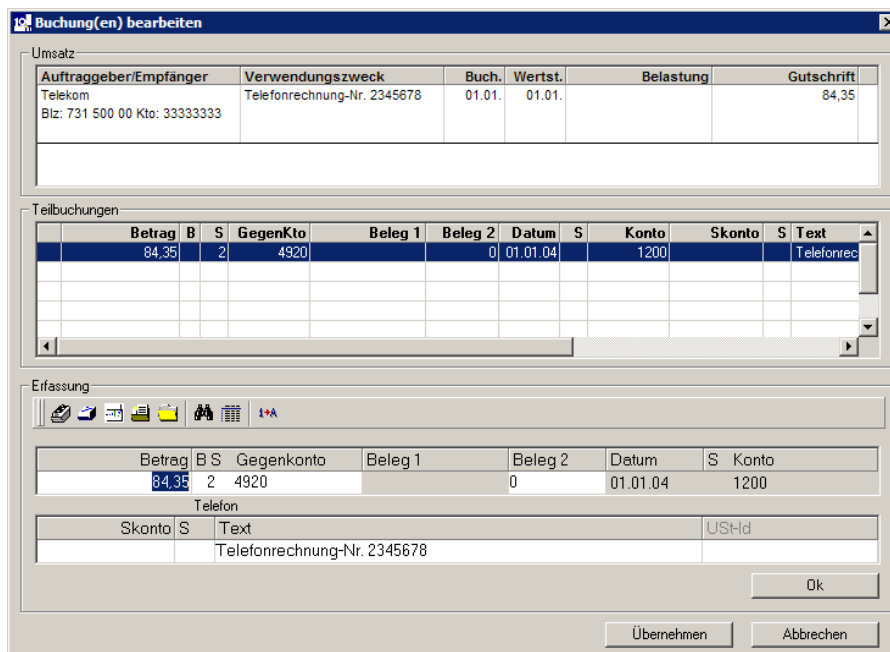 Buchung(en) bearbeiten
Umsatz
Auftraggeber/Empfänger Verwendungszweck Buch. Wertst. Belastung Gutschrift
Telekom Telefonrechnung-Nr. 2345678 01.01. 01.01. 84,35
Blz: 731 500 00 Kto: 33333333
Teilbuchungen
Betrag B S GegenKto Beleg 1 Beleg 2 Datum S Konto Skonto S Text
84,35 2 4920 0 01.01.04 1200 Telefonrec
Erfassung
1→A
Betrag B S Gegenkonto Beleg 1 Beleg 2 Datum S Konto
84,35 2 4920 0 01.01.04 1200
Telefon
Skonto S Text USt-Id
Telefonrechnung-Nr. 2345678
Ok
Übernehmen Abbrechen